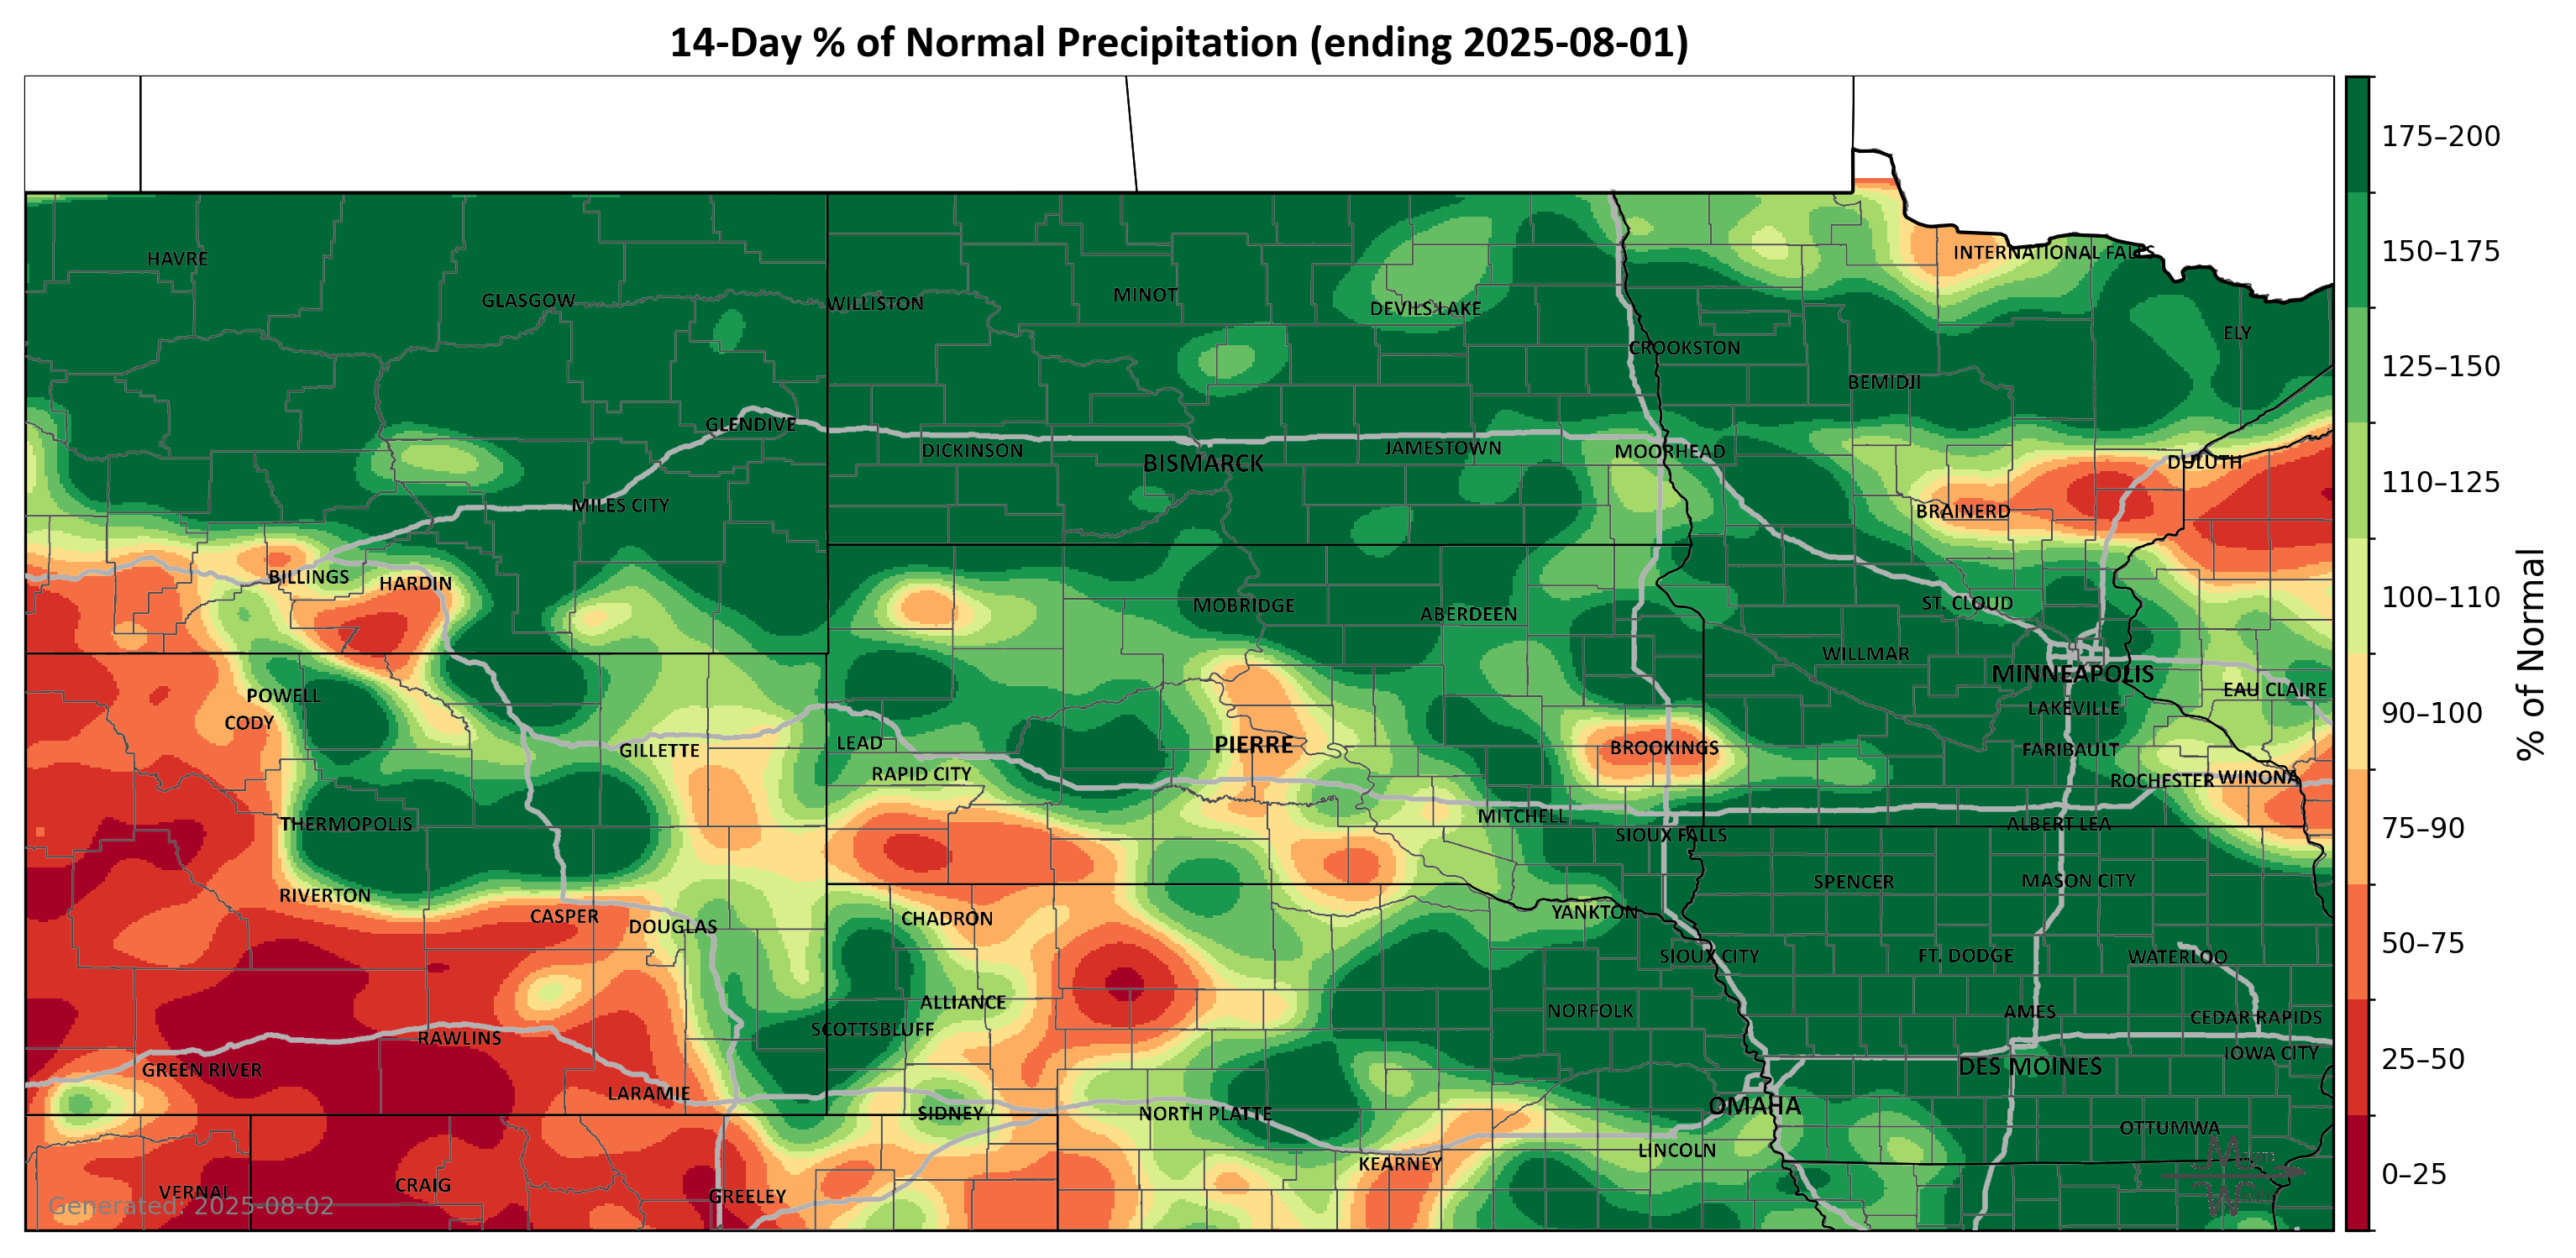 14-Day % of Normal Precipitation (ending 2025-08-01)
HAVRE
GLASGOW
WILLISTON
MINOT
DEVILS LAKE
INTERNATIONAL FALLS
ELY
CROOKSTON
BEMIDJI
GLENDIVE
DICKINSON
BISMARCK
JAMESTOWN
MOORHEAD
DULUTH
MILES CITY
BRAINERD
BILLINGS
HARDIN
MOBRIDGE
ABERDEEN
ST. CLOUD
WILLMAR
MINNEAPOLIS
EAU CLAIRE
POWELL
CODY
LAKEVILLE
GILLETTE
LEAD
PIERRE
BROOKINGS
FARIBAULT
RAPID CITY
ROCHESTER
WINONA
THERMOPOLIS
MITCHELL
SIOUX FALLS
ALBERT LEA
RIVERTON
SPENCER
MASON CITY
CASPER
DOUGLAS
CHADRON
YANKTON
SIOUX CITY
FT. DODGE
WATERLOO
ALLIANCE
NORFOLK
AMES
CEDAR RAPIDS
SCOTTSBLUFF
RAWLINS
IOWA CITY
GREEN RIVER
DES MOINES
LARAMIE
SIDNEY
NORTH PLATTE
OMAHA
OTTUMWA
LINCOLN
KEARNEY
VERNAL
CRAIG
GREELEY
Generated: 2025-08-02
175–200
150–175
125–150
110–125
100–110
90–100
75–90
50–75
25–50
0–25
% of Normal